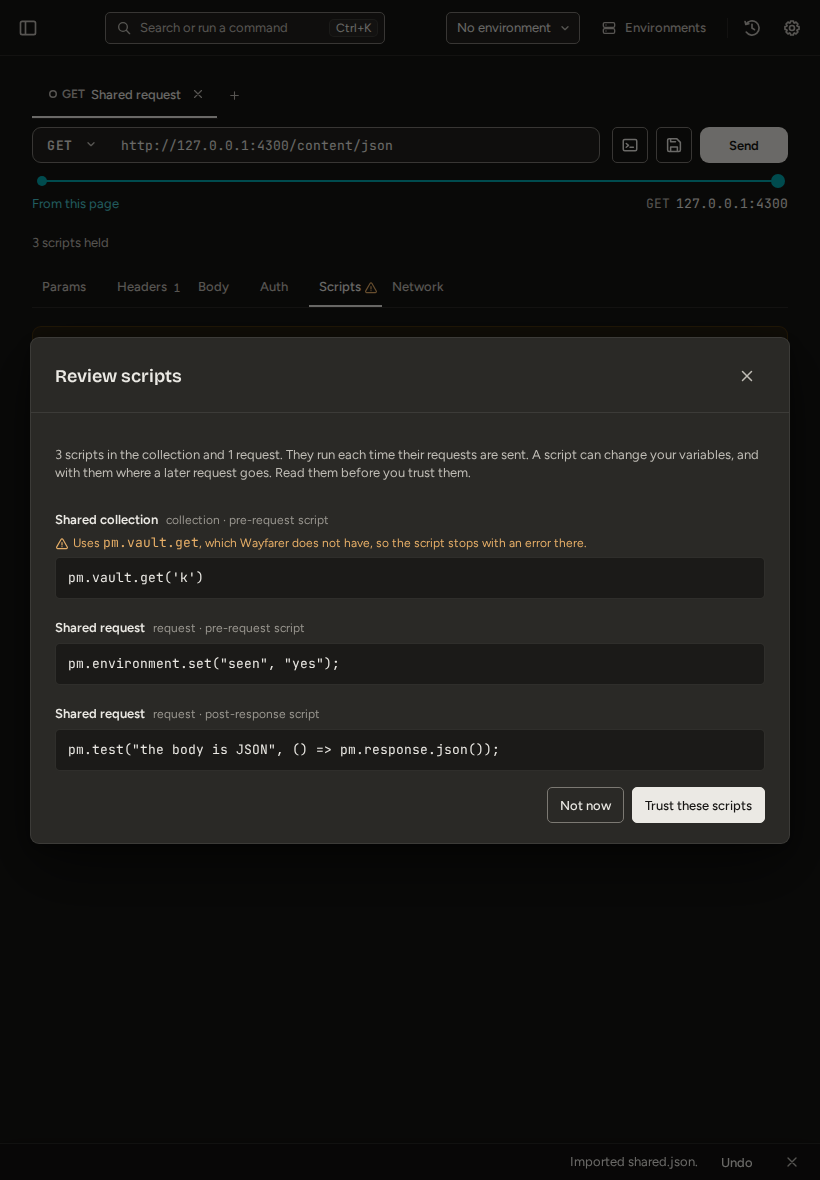 Search or run a command Ctrl+K No environment Environments
GET Shared request
GET http://127.0.0.1:4300/content/json Send
From this page GET 127.0.0.1:4300
3 scripts held
Params Headers 1 Body Auth Scripts Network
Review scripts
3 scripts in the collection and 1 request. They run each time their requests are sent. A script can change your variables, and
with them where a later request goes. Read them before you trust them.
Shared collection collection · pre-request script
Uses pm.vault.get, which Wayfarer does not have, so the script stops with an error there.
pm.vault.get('k')
Shared request request · pre-request script
pm.environment.set("seen", "yes");
Shared request request · post-response script
pm.test("the body is JSON", () => pm.response.json());
Not now Trust these scripts
Imported shared.json. Undo